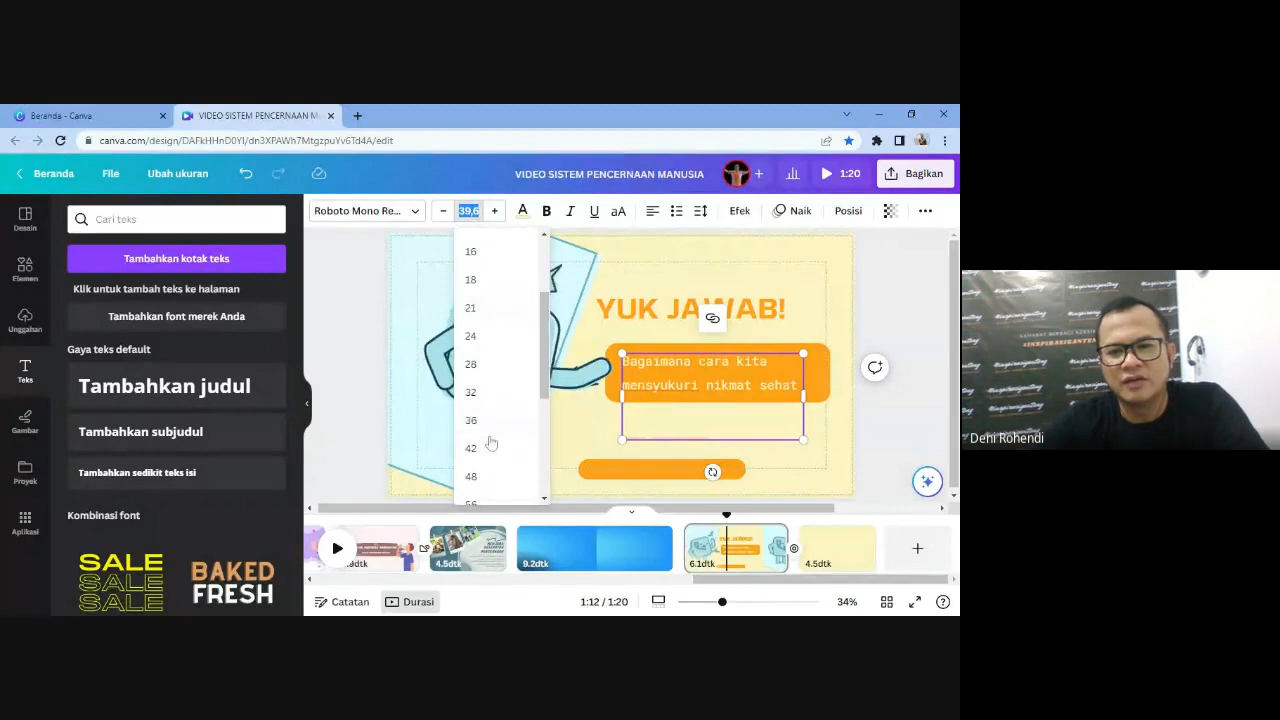 Beranda - Canva
VIDEO SISTEM PENCERNAAN M
canva.com/design/DAFkHHnD0YI/dn3XPAWh7MtgzpuYv6Td4A/edit
Beranda
File
Ubah ukuran
VIDEO SISTEM PENCERNAAN MANUSIA
1:20
Bagikan
Desain
Elemen
Unggahan
Teks
Gambar
Proyek
Aplikasi
Cari teks
Tambahkan kotak teks
Klik untuk tambah teks ke halaman
Tambahkan font merek Anda
Gaya teks default
Tambahkan judul
Tambahkan subjudul
Tambahkan sedikit teks isi
Kombinasi font
SALE
SALE
SALE
BAKED
FRESH
Roboto Mono Re...
39,6
A
B
I
U
aA
Efek
Naik
Posisi
16
18
21
24
28
32
36
42
48
56
YUK JAWAB!
Bagaimana cara kita
mensyukuri nikmat sehat
4.5dtk
9.2dtk
6.1dtk
4.5dtk
Catatan
Durasi
1:12 / 1:20
34%
Deni Rohendi